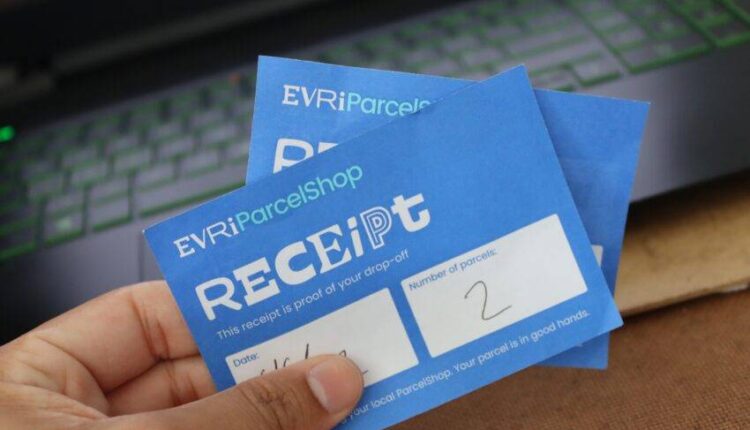 EVRiParcelShop
RE
EVRiParcelShop
RECEiPt
This receipt is proof of your drop-off
Date:
Number of parcels:
2
your local ParcelShop. Your parcel is in good hands.